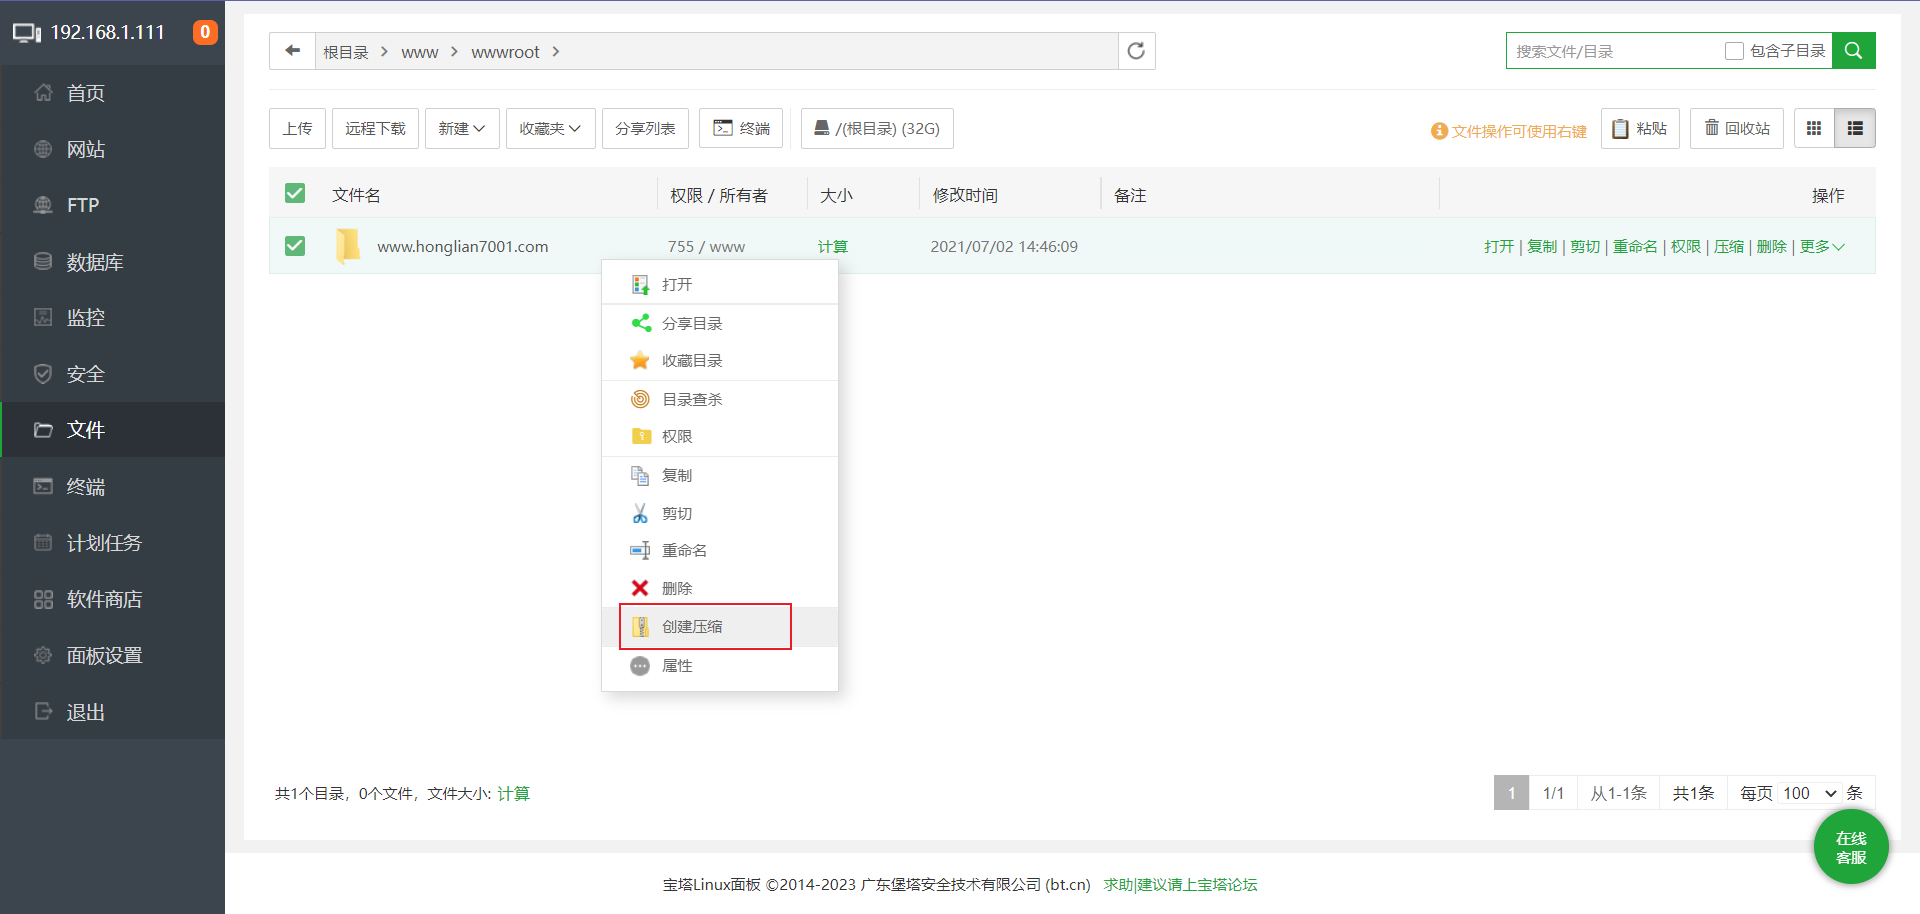 192.168.1.111 0
首页
网站
FTP
数据库
监控
安全
文件
终端
计划任务
软件商店
面板设置
退出
根目录 www wwwroot
搜索文件/目录 包含子目录
上传 远程下载 新建 收藏夹 分享列表 终端 /(根目录) (32G)
文件操作可使用右键 粘贴 回收站
文件名 权限 / 所有者 大小 修改时间 备注 操作
www.honglian7001.com 755 / www 计算 2021/07/02 14:46:09 打开 | 复制 | 剪切 | 重命名 | 权限 | 压缩 | 删除 | 更多
打开
分享目录
收藏目录
目录查杀
权限
复制
剪切
重命名
删除
创建压缩
属性
共1个目录，0个文件，文件大小: 计算
1 1/1 从1-1条 共1条 每页 100 条
在线
客服
宝塔Linux面板 ©2014-2023 广东堡塔安全技术有限公司 (bt.cn) 求助|建议请上宝塔论坛